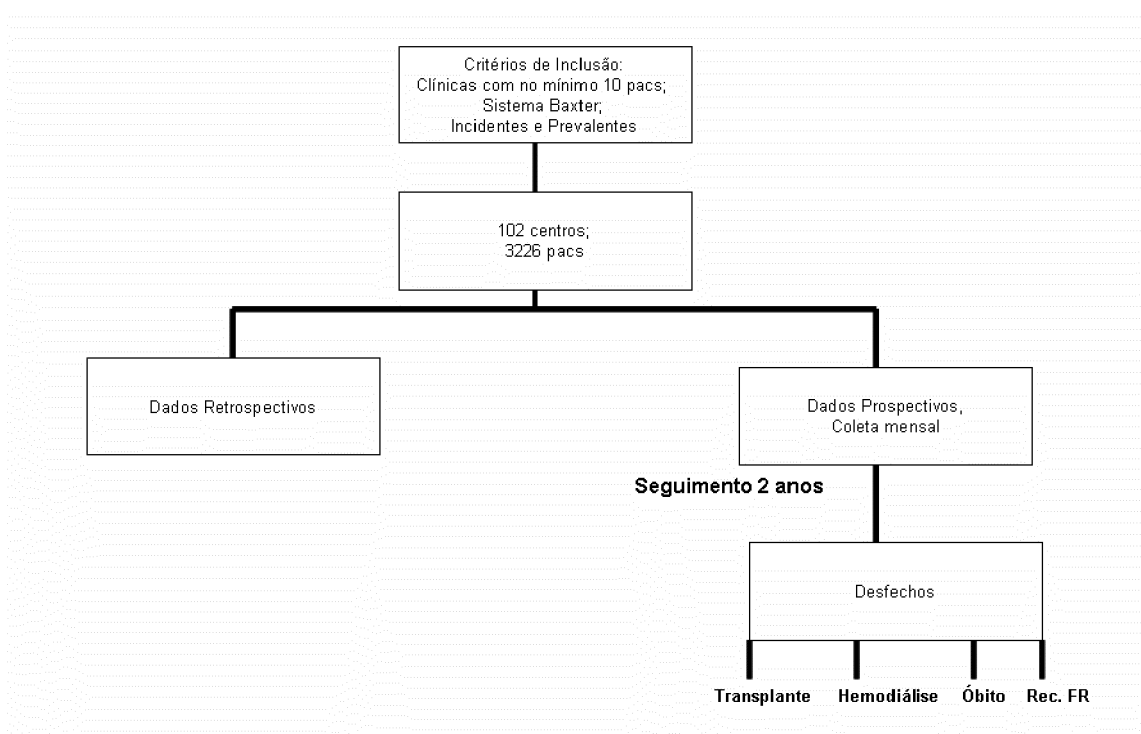 Critérios de Inclusão:
Clínicas com no mínimo 10 pacs;
Sistema Baxter;
Incidentes e Prevalentes
102 centros;
3226 pacs
Dados Retrospectivos
Dados Prospectivos,
Coleta mensal
Seguimento 2 anos
Desfechos
Transplante Hemodiálise Óbito Rec. FR